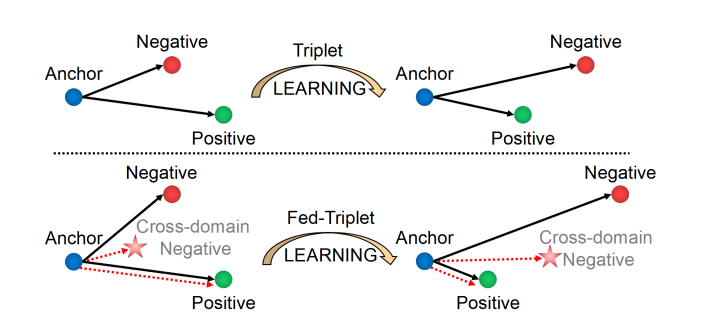 Negative
Anchor
Positive
Triplet
LEARNING
Negative
Anchor
Positive
Negative
Cross-domain
Negative
Anchor
Positive
Fed-Triplet
LEARNING
Negative
Anchor
Cross-domain
Negative
Positive